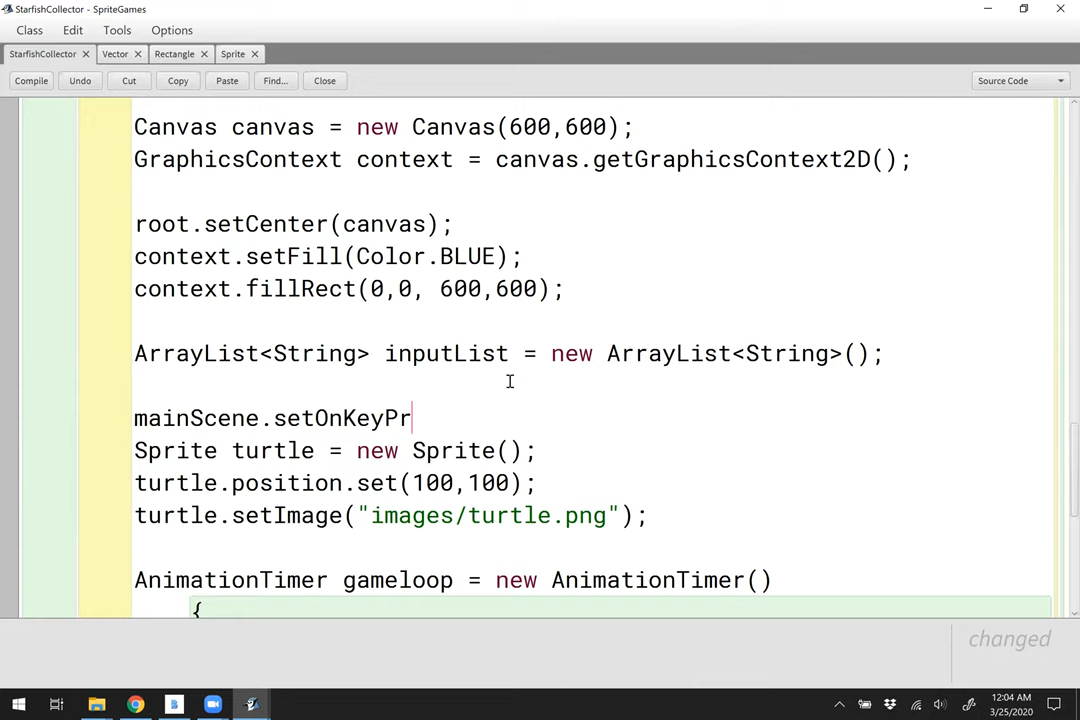 StarfishCollector - SpriteGames
Class Edit Tools Options
StarfishCollector × Vector × Rectangle × Sprite ×
Compile Undo Cut Copy Paste Find... Close Source Code
Canvas canvas = new Canvas(600,600);
GraphicsContext context = canvas.getGraphicsContext2D();
root.setCenter(canvas);
context.setFill(Color.BLUE);
context.fillRect(0,0, 600,600);
ArrayList<String> inputList = new ArrayList<String>();
mainScene.setOnKeyPr
Sprite turtle = new Sprite();
turtle.position.set(100,100);
turtle.setImage("images/turtle.png");
AnimationTimer gameloop = new AnimationTimer()
{
changed
12:04 AM
3/25/2020